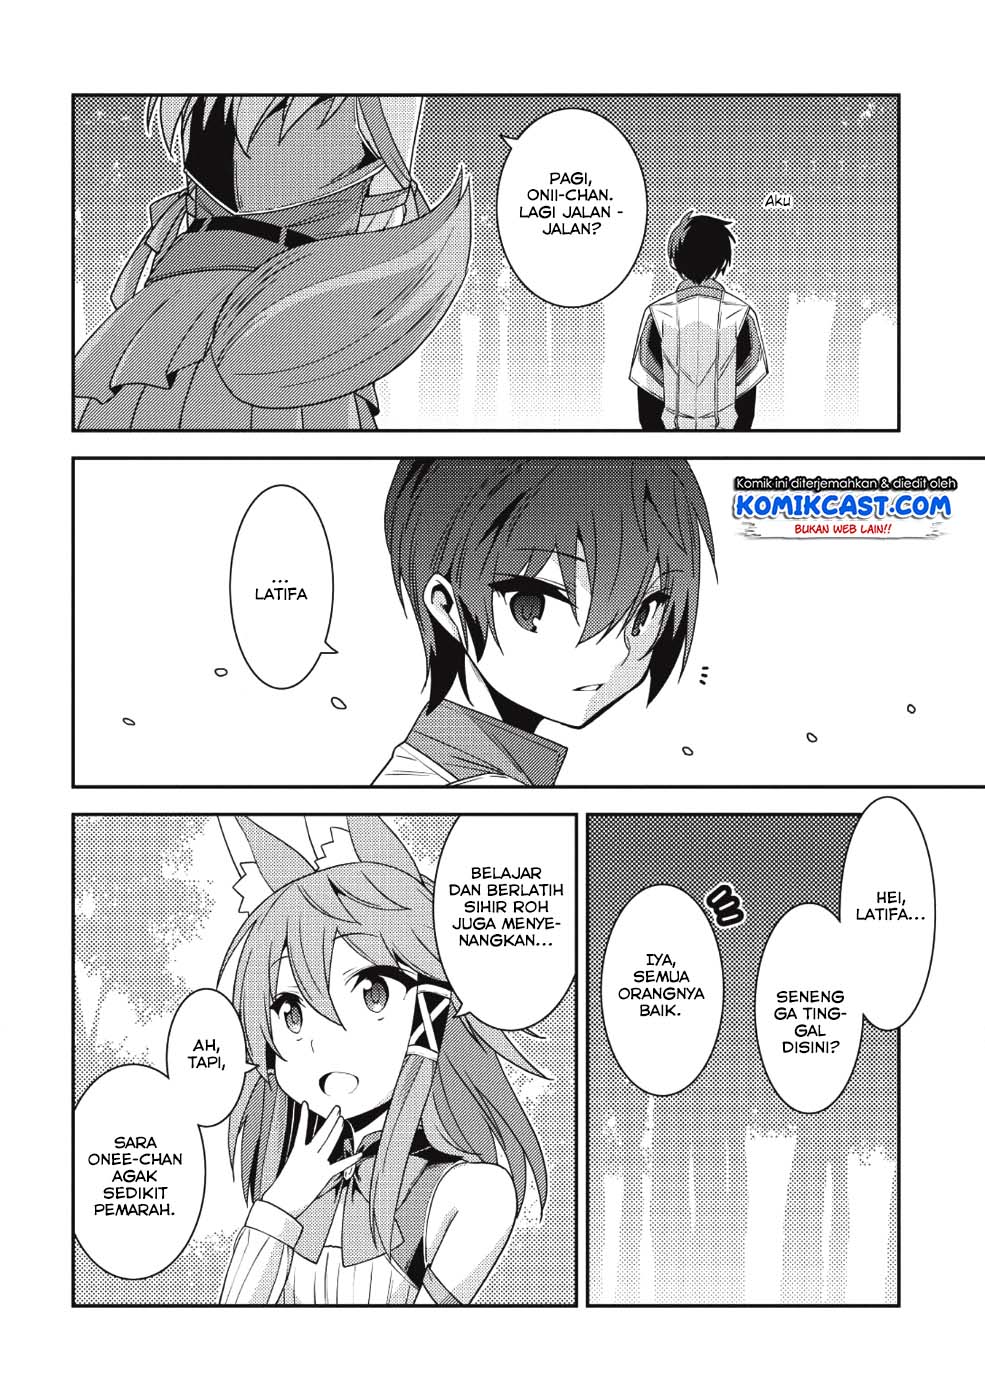 Aku
PAGI,
ONII-CHAN.
LAGI JALAN -
JALAN?
Komik ini diterjemahkan & diedit oleh
KOMIKCAST.COM
BUKAN WEB LAIN!!
...
LATIFA
HEI,
LATIFA...
SENENG
GA TING-
GAL
DISINI?
IYA,
SEMUA
ORANGNYA
BAIK.
BELAJAR
DAN BERLATIH
SIHIR ROH
JUGA MENYE-
NANGKAN...
AH,
TAPI,
SARA
ONEE-CHAN
AGAK
SEDIKIT
PEMARAH.